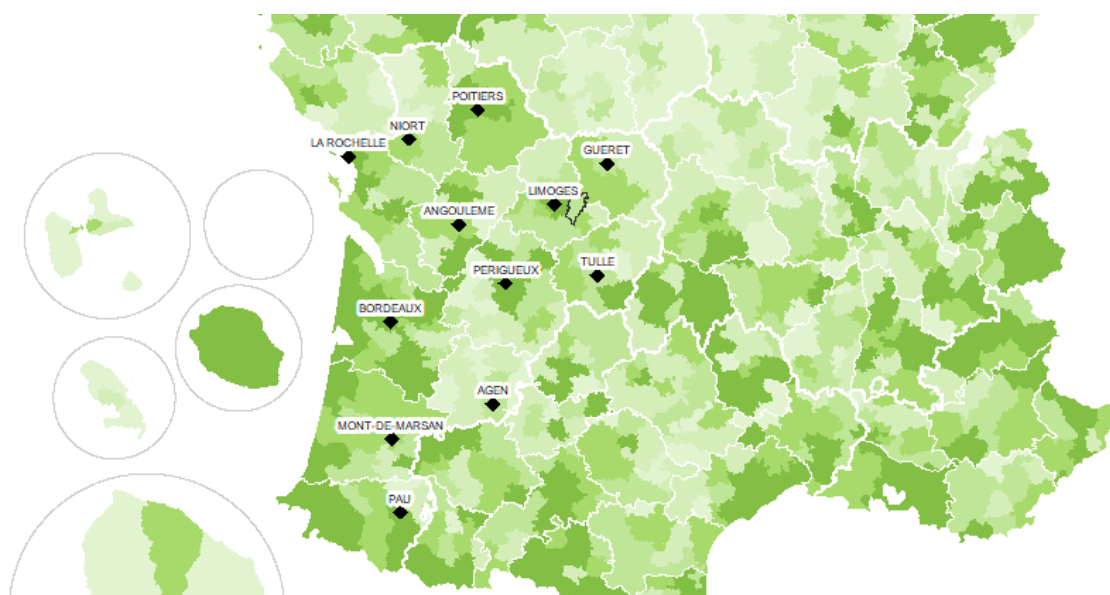 POITIERS
NIORT
LA ROCHELLE
GUERET
LIMOGES
ANGOULEME
TULLE
PERIGUEUX
BORDEAUX
AGEN
MONT-DE-MARSAN
PAU